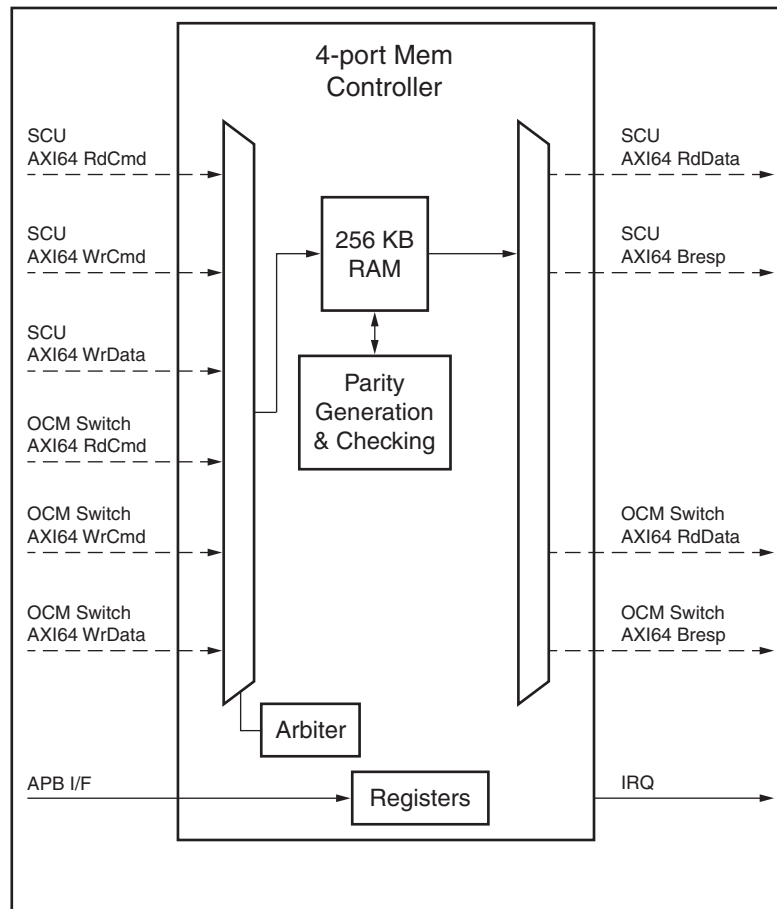 4-port Mem
Controller
SCU
AXI64 RdCmd
SCU
AXI64 WrCmd
SCU
AXI64 WrData
OCM Switch
AXI64 RdCmd
OCM Switch
AXI64 WrCmd
OCM Switch
AXI64 WrData
APB I/F
256 KB
RAM
Parity
Generation
& Checking
Arbiter
Registers
SCU
AXI64 RdData
SCU
AXI64 Bresp
OCM Switch
AXI64 RdData
OCM Switch
AXI64 Bresp
IRQ